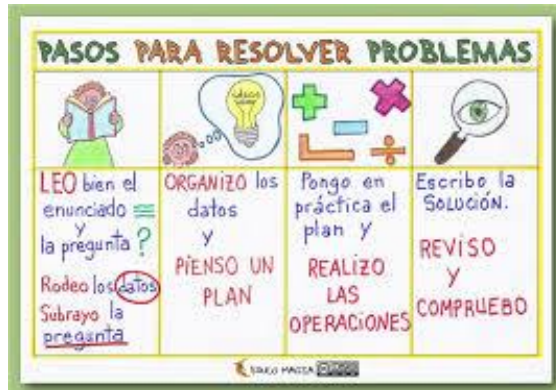 PASOS PARA RESOLVER PROBLEMAS
LEO bien el
enunciado
y
la pregunta?
Rodeo los datos
Subrayo la
pregunta
ORGANIZO los
datos
y
PIENSO UN
PLAN
Pongo en
práctica el
plan y
REALIZO
LAS
OPERACIONES
Escribo la
SOLUCIÓN.
REVISO
Y
COMPRUEBO